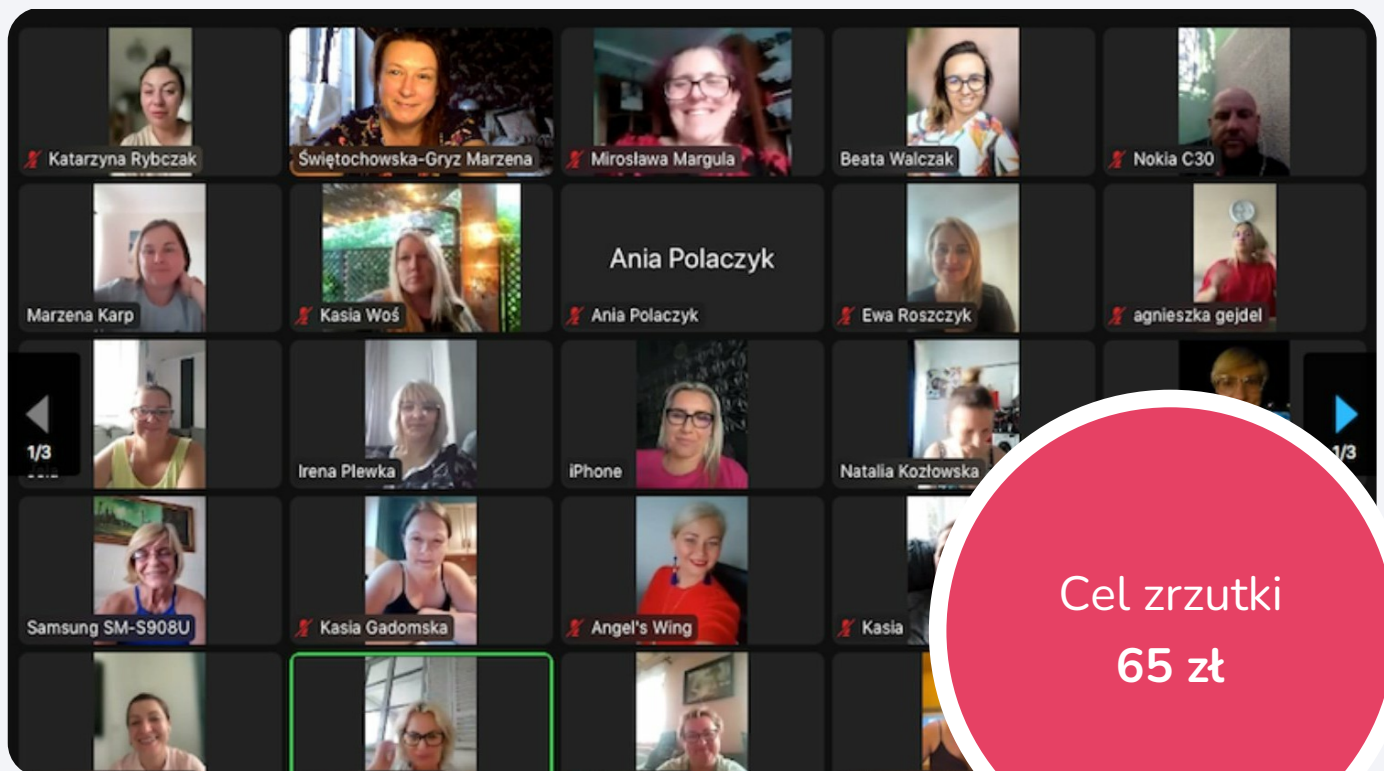 Katarzyna Rybczak
Świętochowska-Gryz Marzena
Mirosława Margula
Beata Walczak
Nokia C30
Marzena Karp
Kasia Woś
Ania Polaczyk
Ania Polaczyk
Ewa Roszczyk
agnieszka gejdel
1/3
Irena Plewka
iPhone
Natalia Kozłowska
1/3
Samsung SM-S908U
Kasia Gadomska
Angel's Wing
Kasia
Cel zrzutki
65 zł